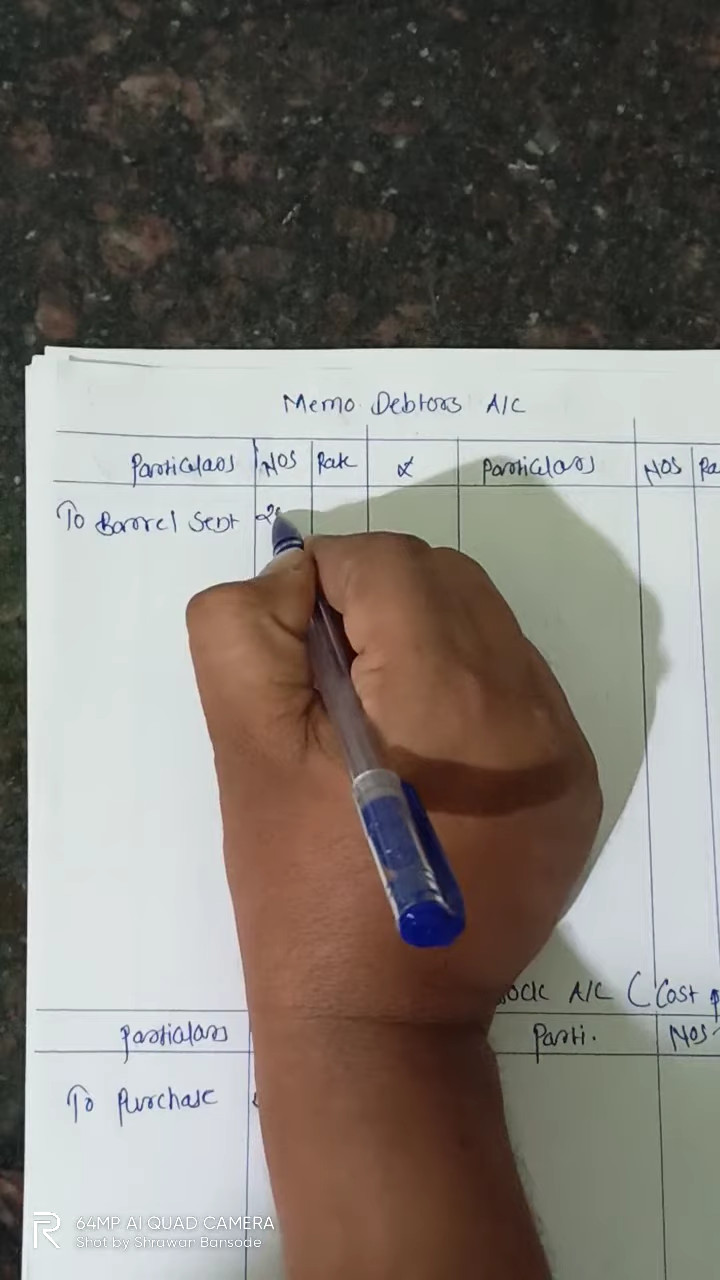 Memo Debtors A/C
Particulars NOS Rate ₹ Particulars NOS
To Barrel Sent
A/C (Cost
Particulars Parti. NOS
To Purchase
64MP AI QUAD CAMERA
Shot by Shrawan Bansode